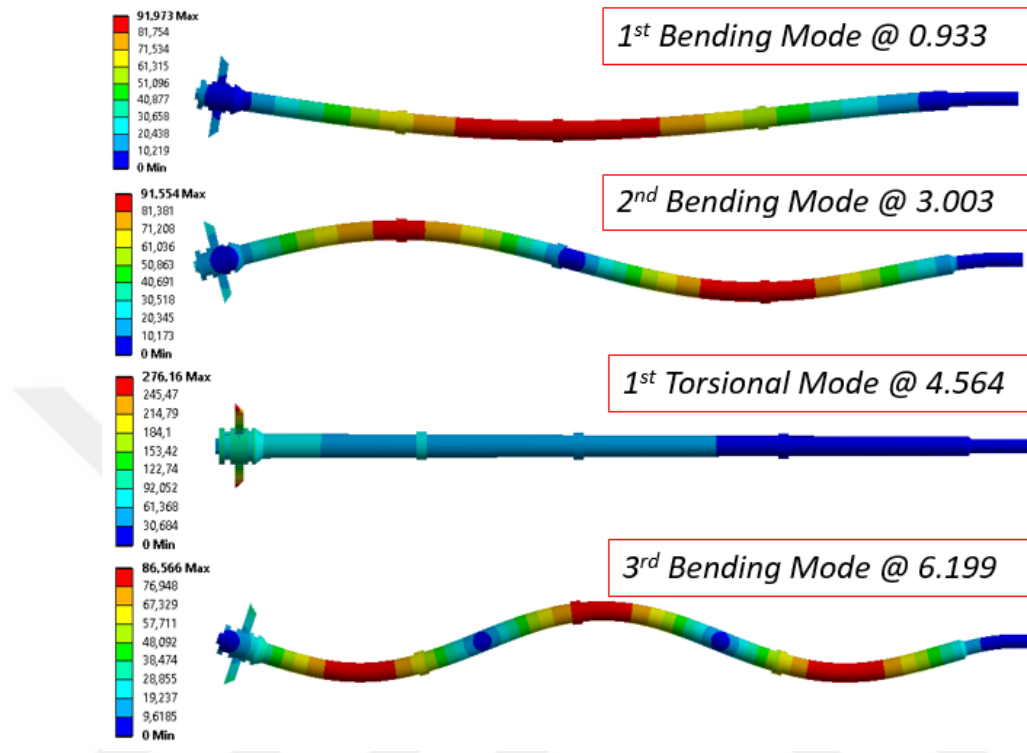 91,973 Max
81,754
71,534
61,315
51,096
40,877
30,658
20,438
10,219
0 Min
1st Bending Mode @ 0.933
91,554 Max
81,381
71,208
61,036
50,863
40,691
30,518
20,345
10,173
0 Min
2nd Bending Mode @ 3.003
276,16 Max
245,47
214,79
184,1
153,42
122,74
92,052
61,368
30,684
0 Min
1st Torsional Mode @ 4.564
86,566 Max
76,948
67,329
57,711
48,092
38,474
28,855
19,237
9,6185
0 Min
3rd Bending Mode @ 6.199